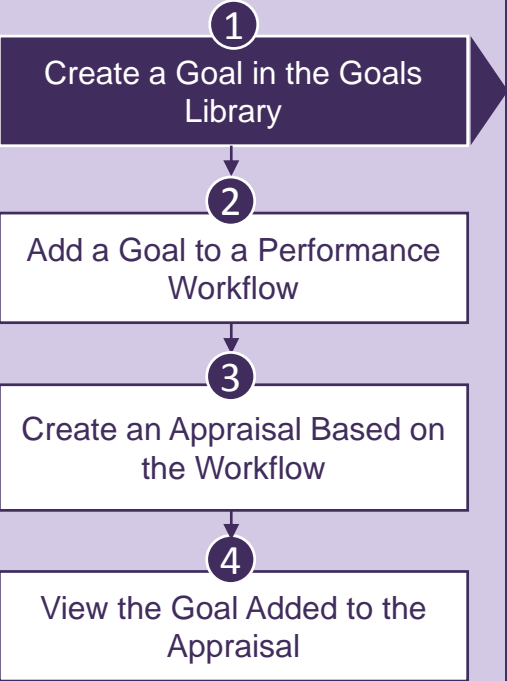 1
Create a Goal in the Goals
Library
2
Add a Goal to a Performance
Workflow
3
Create an Appraisal Based on
the Workflow
4
View the Goal Added to the
Appraisal